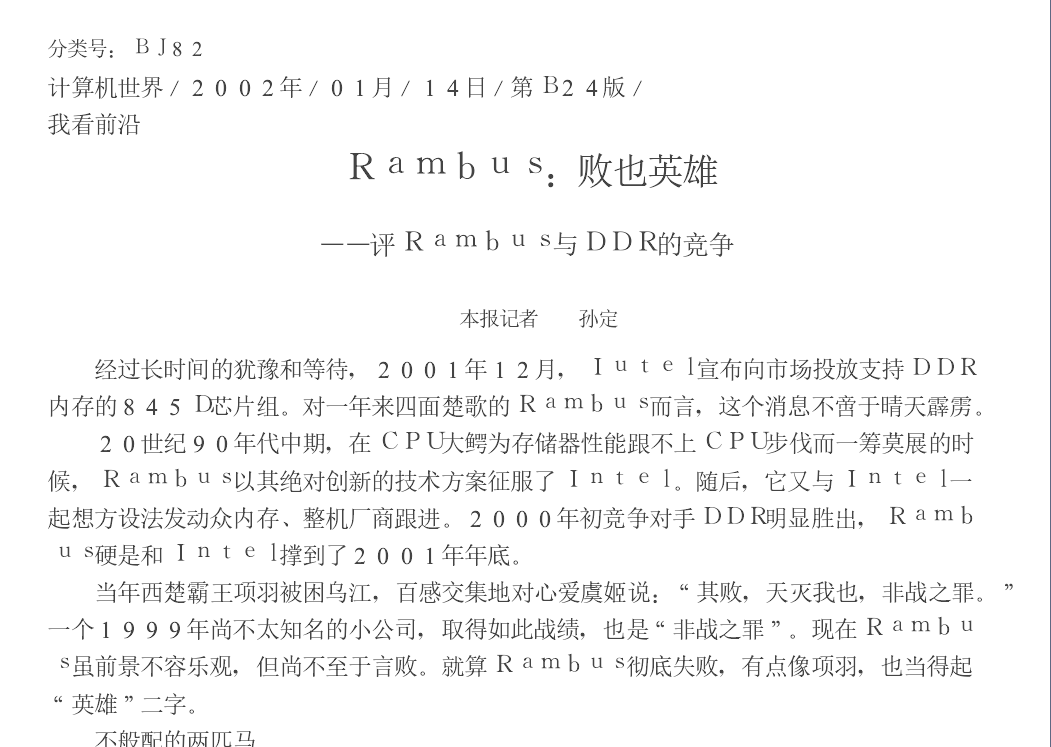 分类号：BJ82
计算机世界/2002年/01月/14日/第B24版/
我看前沿
Rambus：败也英雄
——评Rambus与DDR的竞争
本报记者　孙定
经过长时间的犹豫和等待，2001年12月，Iutel宣布向市场投放支持DDR
内存的845D芯片组。对一年来四面楚歌的Rambus而言，这个消息不啻于晴天霹雳。
20世纪90年代中期，在CPU大鳄为存储器性能跟不上CPU步伐而一筹莫展的时
候，Rambus以其绝对创新的技术方案征服了Intel。随后，它又与Intel一
起想方设法发动众内存、整机厂商跟进。2000年初竞争对手DDR明显胜出，Ramb
us硬是和Intel撑到了2001年年底。
当年西楚霸王项羽被困乌江，百感交集地对心爱虞姬说：“其败，天灭我也，非战之罪。”
一个1999年尚不太知名的小公司，取得如此战绩，也是“非战之罪”。现在Rambu
s虽前景不容乐观，但尚不至于言败。就算Rambus彻底失败，有点像项羽，也当得起
“英雄”二字。
不般配的两匹马